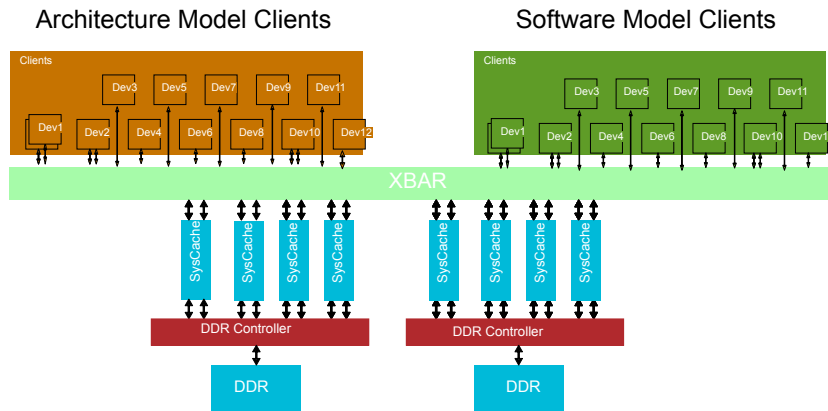 Architecture Model Clients
Software Model Clients
Clients
Dev3
Dev5
Dev7
Dev9
Dev11
Dev1
Dev2
Dev4
Dev6
Dev8
Dev10
Dev12
Clients
Dev3
Dev5
Dev7
Dev9
Dev11
Dev1
Dev2
Dev4
Dev6
Dev8
Dev10
Dev1
XBAR
SysCache
SysCache
SysCache
SysCache
SysCache
SysCache
SysCache
SysCache
DDR Controller
DDR Controller
DDR
DDR